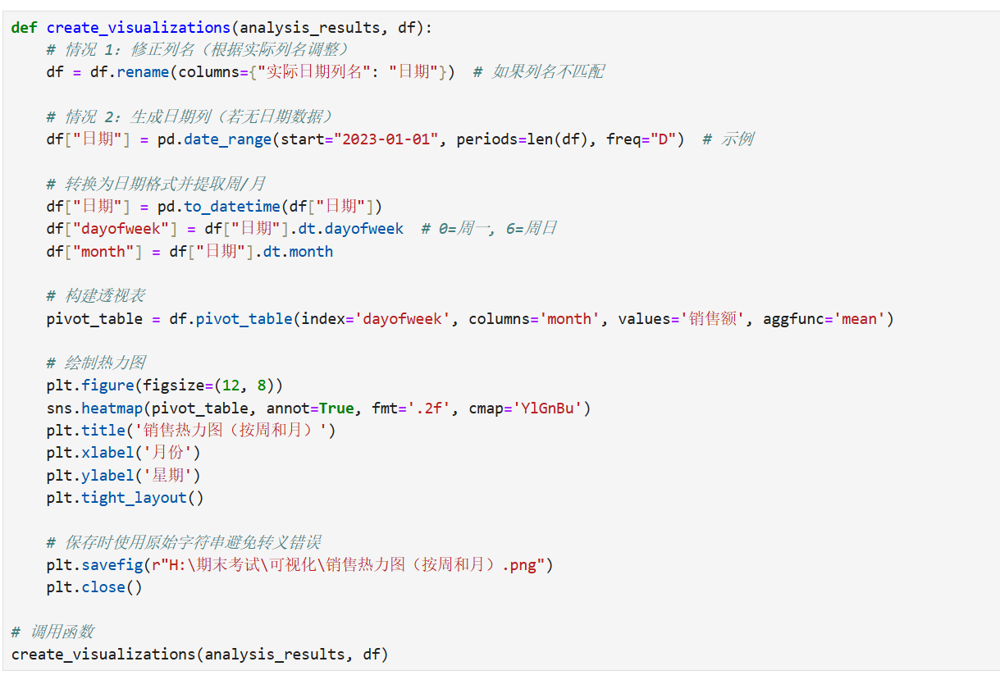 def create_visualizations(analysis_results, df):
    # 情况 1: 修正列名（根据实际列名调整）
    df = df.rename(columns={"实际日期列名": "日期"})  # 如果列名不匹配

    # 情况 2: 生成日期列（若无日期数据）
    df["日期"] = pd.date_range(start="2023-01-01", periods=len(df), freq="D")  # 示例

    # 转换为日期格式并提取周/月
    df["日期"] = pd.to_datetime(df["日期"])
    df["dayofweek"] = df["日期"].dt.dayofweek  # 0=周一, 6=周日
    df["month"] = df["日期"].dt.month

    # 构建透视表
    pivot_table = df.pivot_table(index='dayofweek', columns='month', values='销售额', aggfunc='mean')

    # 绘制热力图
    plt.figure(figsize=(12, 8))
    sns.heatmap(pivot_table, annot=True, fmt='.2f', cmap='YlGnBu')
    plt.title('销售热力图（按周和月）')
    plt.xlabel('月份')
    plt.ylabel('星期')
    plt.tight_layout()

    # 保存时使用原始字符串避免转义错误
    plt.savefig(r"H:\期末考试\可视化\销售热力图（按周和月）.png")
    plt.close()

# 调用函数
create_visualizations(analysis_results, df)